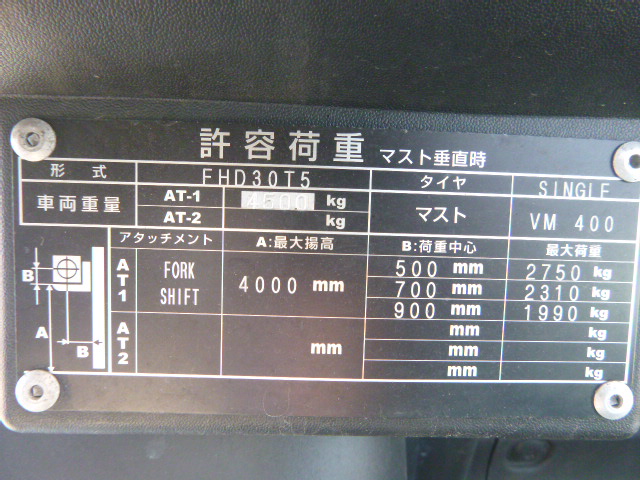 許容荷重 マスト垂直時
形式 FHD30T5 タイヤ SINGLE
車両重量 AT-1 4500 kg マスト VM 400
AT-2 kg
アタッチメント A:最大揚高 B:荷重中心 最大荷重
AT1 FORK SHIFT 4000 mm 500 mm 2750 kg
700 mm 2310 kg
900 mm 1990 kg
AT2 mm mm kg
mm kg
mm kg
B
A
B